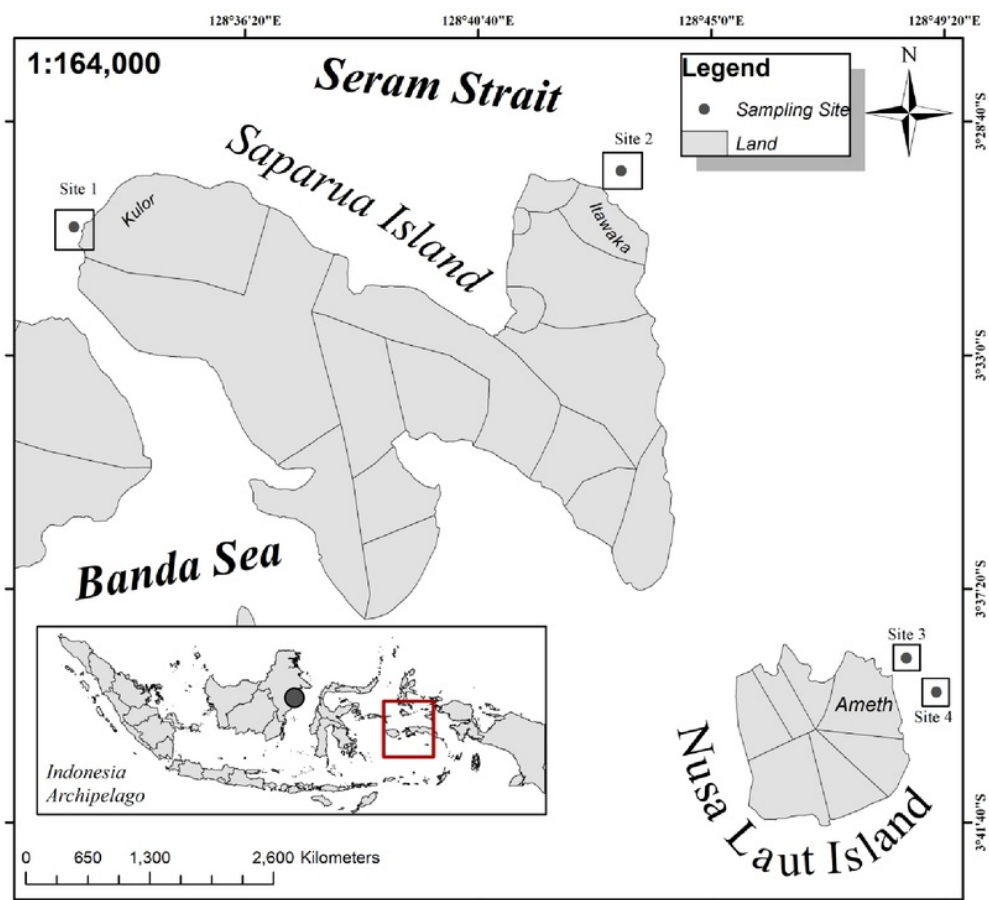 128°36'20"E
128°40'40"E
128°45'0"E
128°49'20"E
1:164,000
Seram Strait
Legend
Sampling Site
Land
N
3°28'40"S
Site 2
Saparua Island
Site 1
Kulor
Itawaka
3°33'0"S
Banda Sea
3°37'20"S
Site 3
Ameth
Site 4
Nusa Laut Island
Indonesia
Archipelago
3°41'40"S
0 650 1,300 2,600 Kilometers